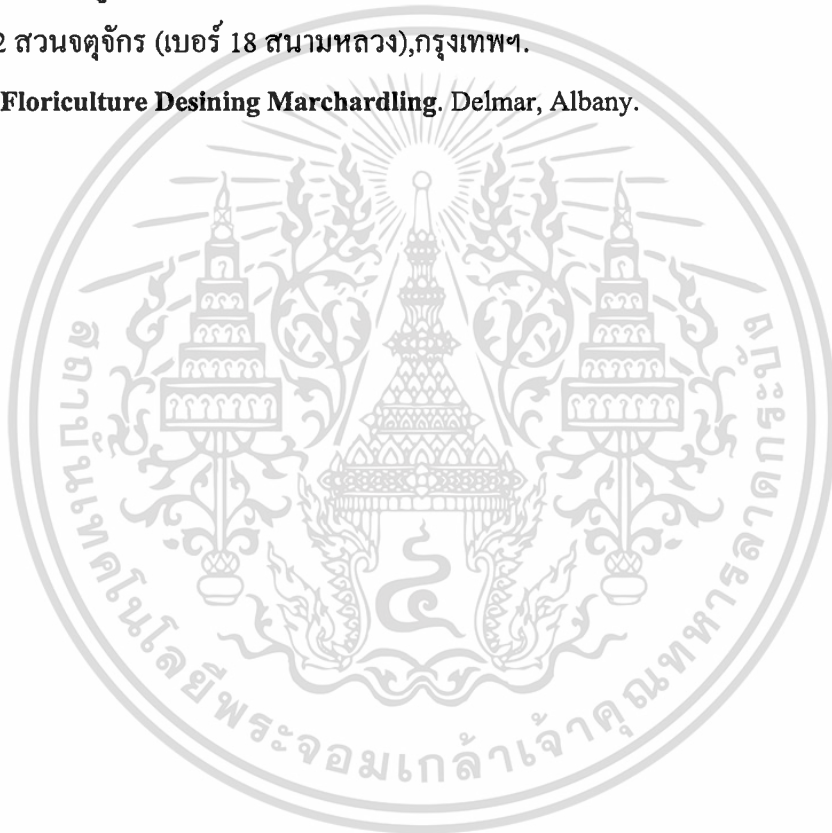 2 สวนจตุจักร (เบอร์ 18 สนามหลวง),กรุงเทพฯ.
Floriculture Desining Marchardling. Delmar, Albany.
สถาบันเทคโนโลยีพระจอมเกล้าเจ้าคุณทหารลาดกระบัง